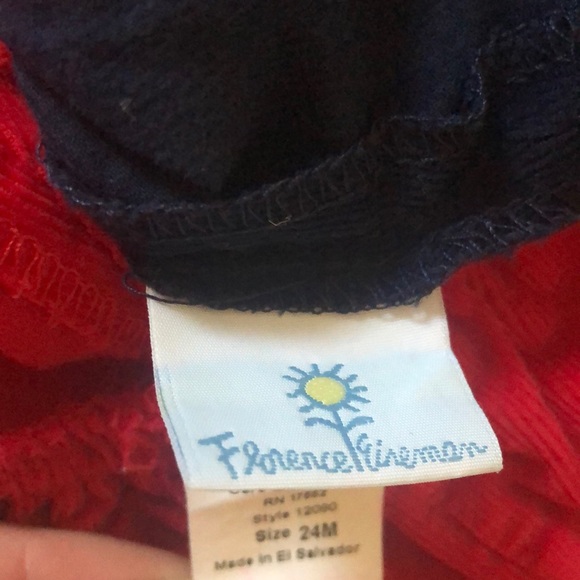 Florence Eiseman
RN 17882
Style 12090
Size 24M
Made in El Salvador